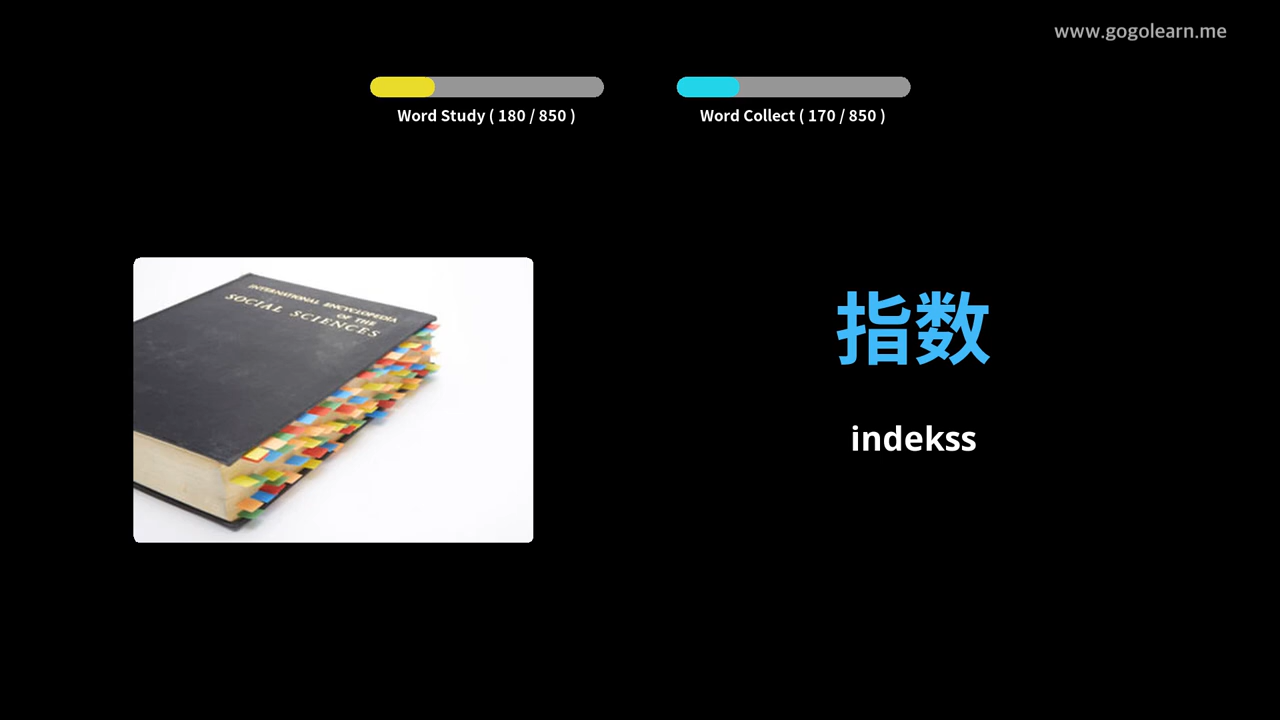 www.gogolearn.me
Word Study ( 180 / 850 )
Word Collect ( 170 / 850 )
INTERNATIONAL ENCYCLOPEDIA
OF THE
SOCIAL SCIENCES
指数
indekss